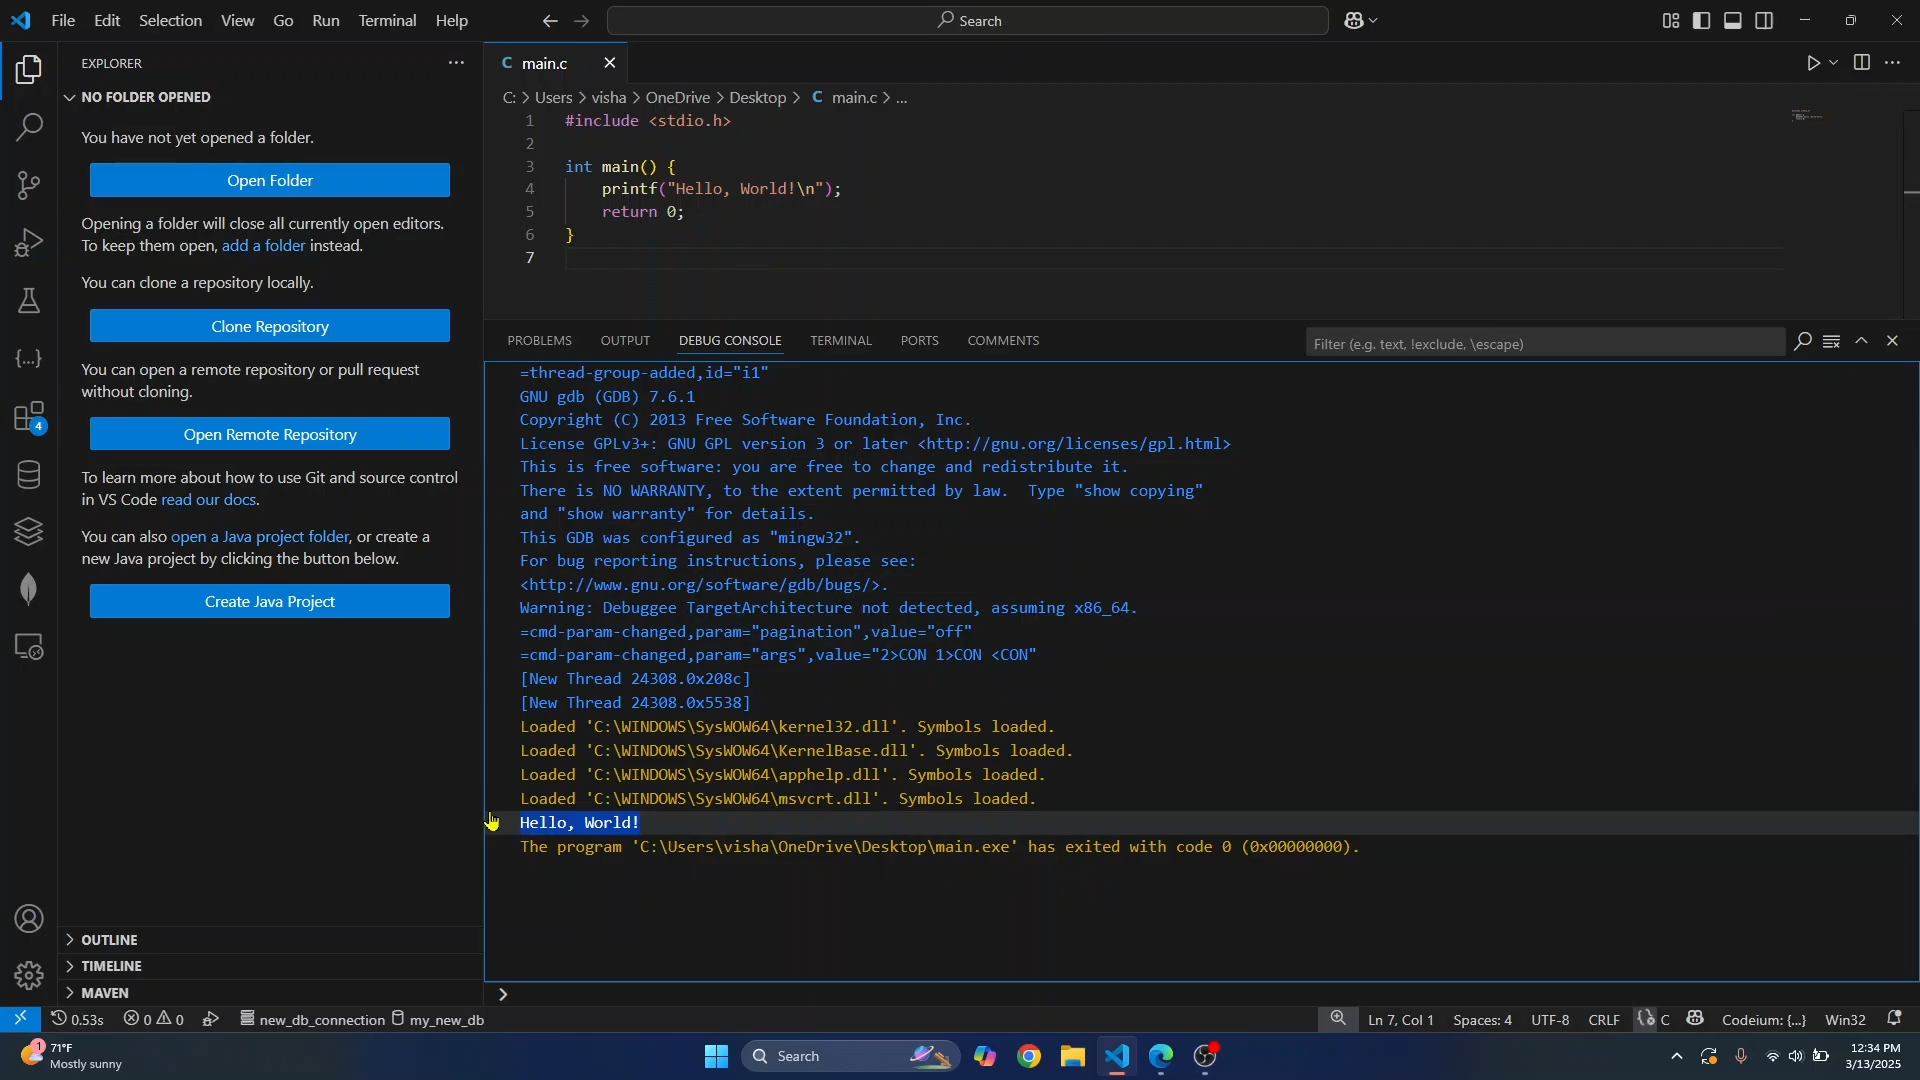 File Edit Selection View Go Run Terminal Help
Search
EXPLORER
NO FOLDER OPENED
You have not yet opened a folder.
Open Folder
Opening a folder will close all currently open editors.
To keep them open, add a folder instead.
You can clone a repository locally.
Clone Repository
You can open a remote repository or pull request
without cloning.
4
Open Remote Repository
To learn more about how to use Git and source control
in VS Code read our docs.
You can also open a Java project folder, or create a
new Java project by clicking the button below.
Create Java Project
OUTLINE
TIMELINE
MAVEN
C main.c
C: > Users > visha > OneDrive > Desktop > C main.c > ...
1 #include <stdio.h>
2
3 int main() {
4 printf("Hello, World!\n");
5 return 0;
6 }
7
PROBLEMS OUTPUT DEBUG CONSOLE TERMINAL PORTS COMMENTS
Filter (e.g. text, !exclude, \escape)
=thread-group-added,id="i1"
GNU gdb (GDB) 7.6.1
Copyright (C) 2013 Free Software Foundation, Inc.
License GPLv3+: GNU GPL version 3 or later <http://gnu.org/licenses/gpl.html>
This is free software: you are free to change and redistribute it.
There is NO WARRANTY, to the extent permitted by law.  Type "show copying"
and "show warranty" for details.
This GDB was configured as "mingw32".
For bug reporting instructions, please see:
<http://www.gnu.org/software/gdb/bugs/>.
Warning: Debuggee TargetArchitecture not detected, assuming x86_64.
=cmd-param-changed,param="pagination",value="off"
=cmd-param-changed,param="args",value="2>CON 1>CON <CON"
[New Thread 24308.0x208c]
[New Thread 24308.0x5538]
Loaded 'C:\WINDOWS\SysWOW64\kernel32.dll'. Symbols loaded.
Loaded 'C:\WINDOWS\SysWOW64\KernelBase.dll'. Symbols loaded.
Loaded 'C:\WINDOWS\SysWOW64\apphelp.dll'. Symbols loaded.
Loaded 'C:\WINDOWS\SysWOW64\msvcrt.dll'. Symbols loaded.
Hello, World!
The program 'C:\Users\visha\OneDrive\Desktop\main.exe' has exited with code 0 (0x00000000).
0.53s 0 0 new_db_connection my_new_db
Ln 7, Col 1 Spaces: 4 UTF-8 CRLF C Codeium: {...} Win32
1
71°F
Mostly sunny
Search
12:34 PM
3/13/2025